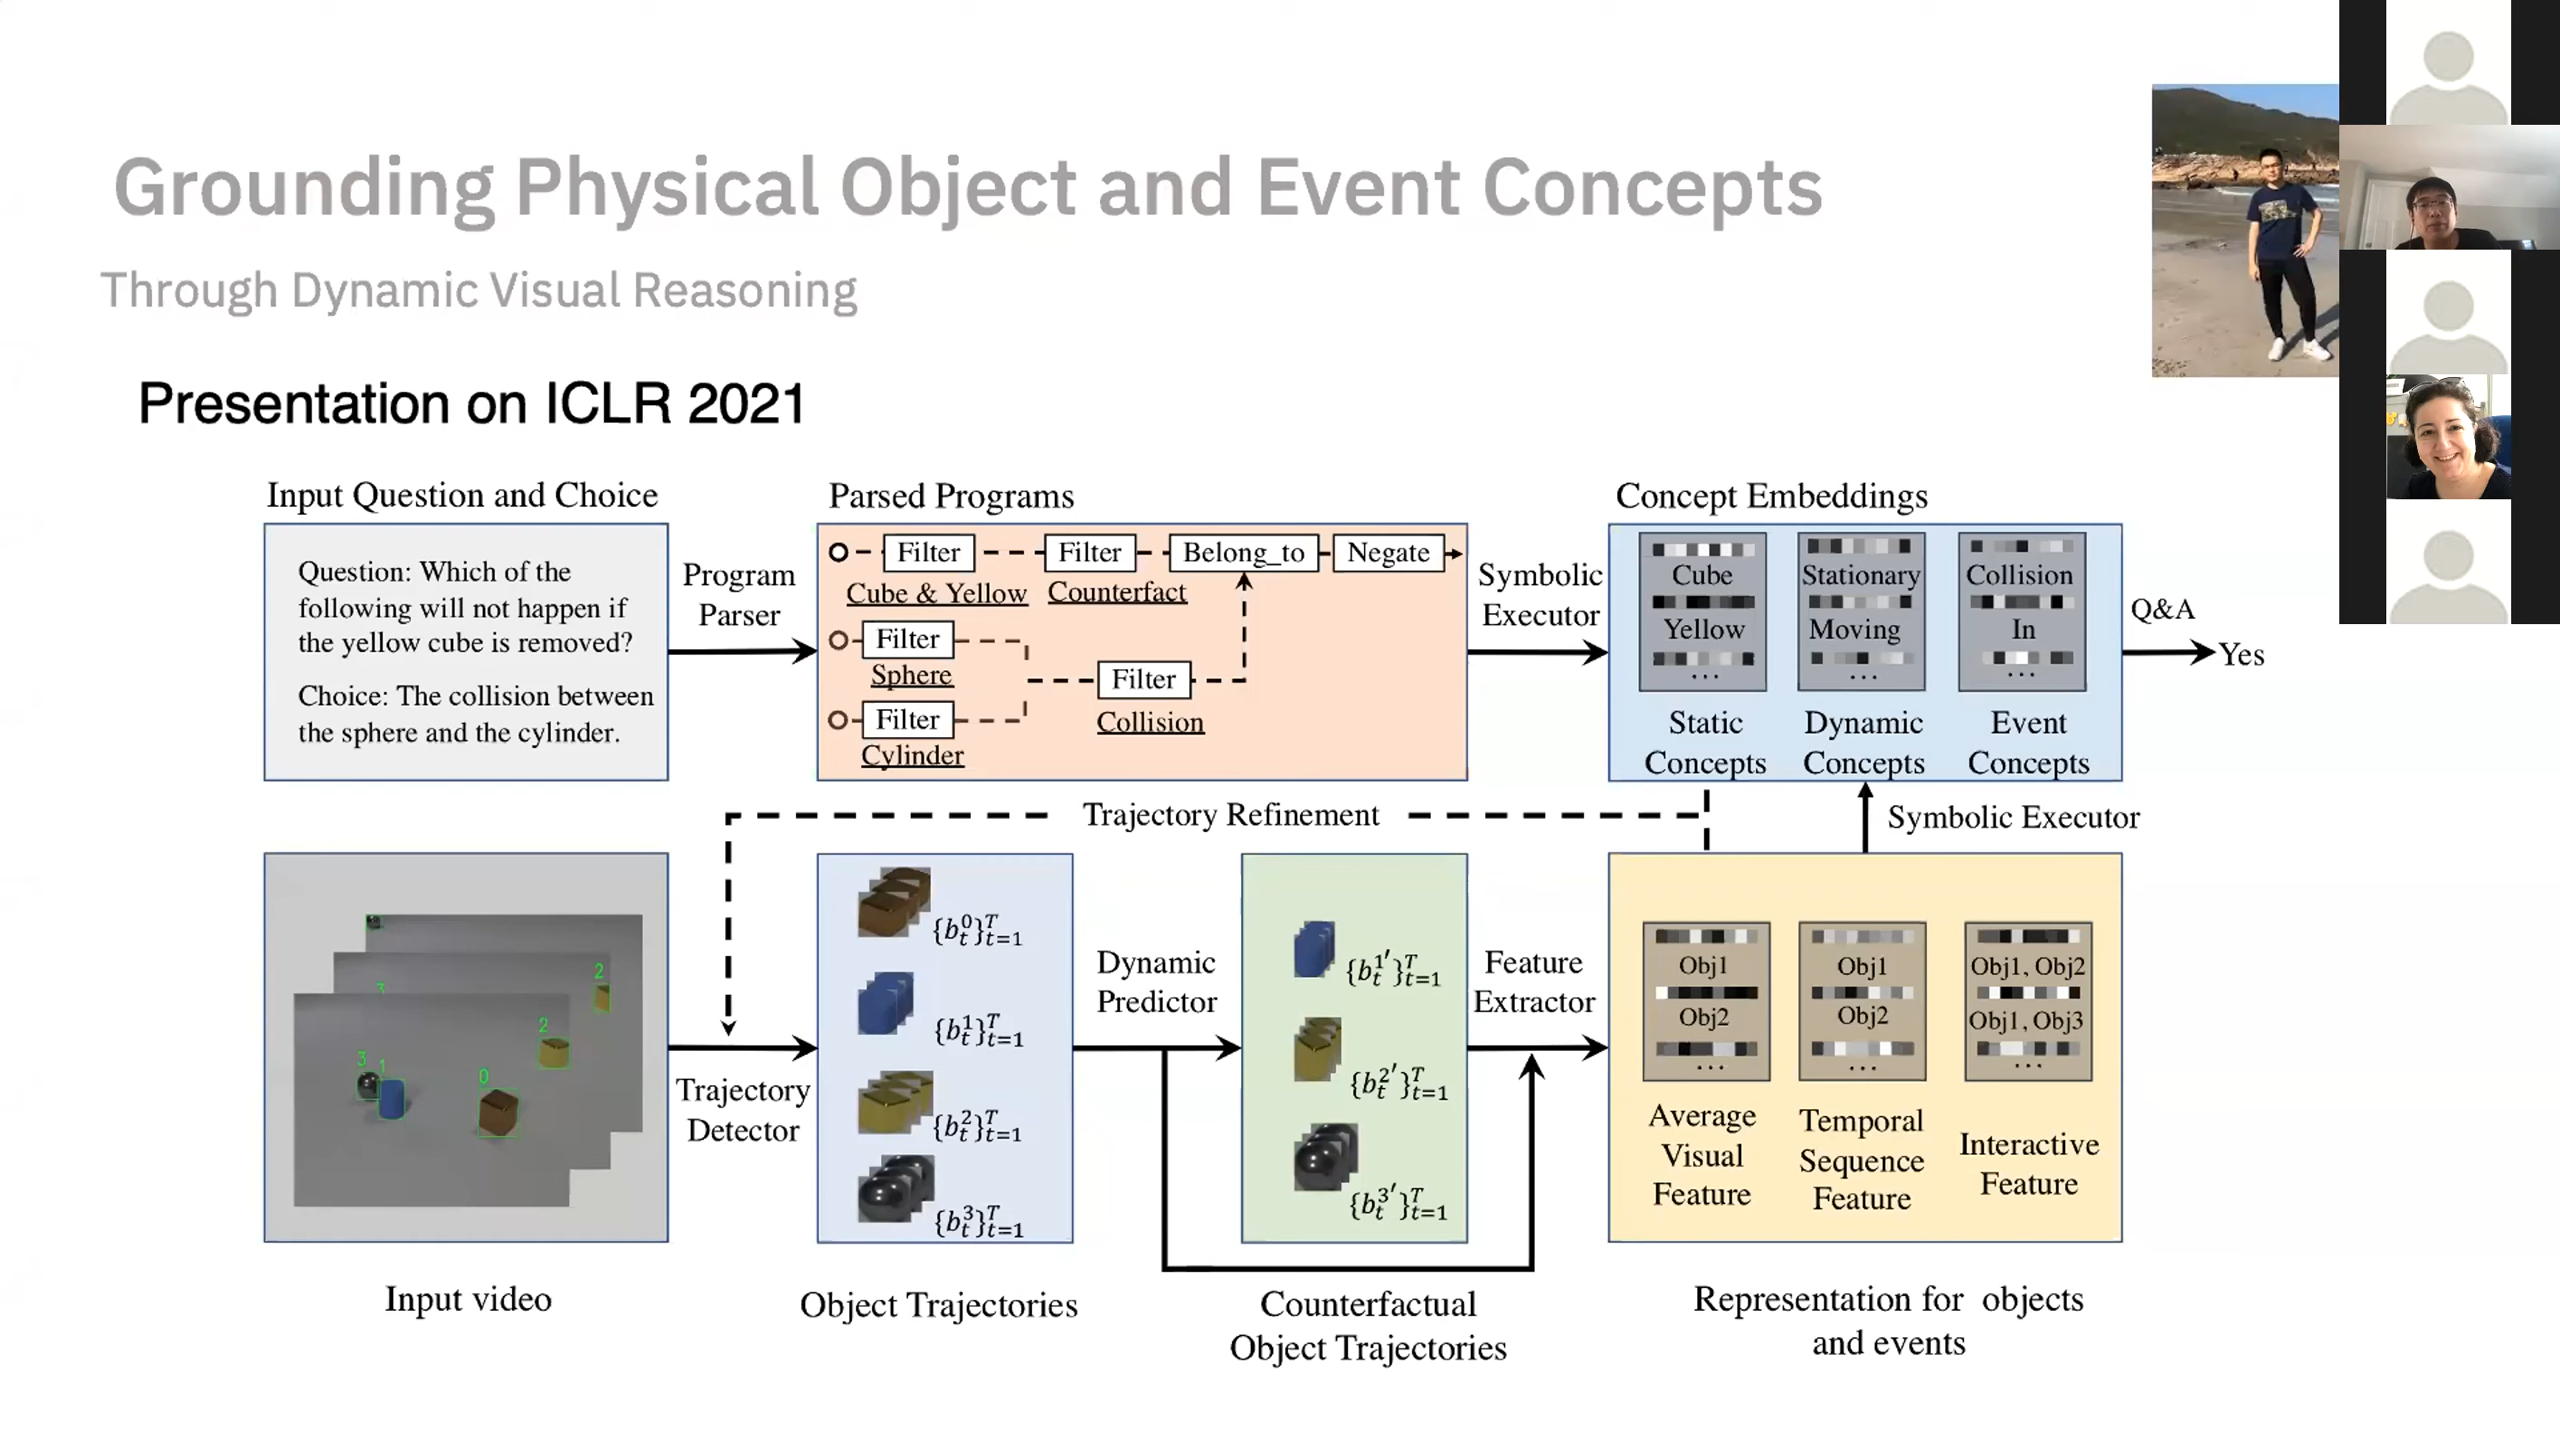 Grounding Physical Object and Event Concepts
Through Dynamic Visual Reasoning
Presentation on ICLR 2021
Input Question and Choice
Question: Which of the
following will not happen if
the yellow cube is removed?
Choice: The collision between
the sphere and the cylinder.
Program
Parser
Parsed Programs
Filter
Filter
Belong_to
Negate
Cube & Yellow
Counterfact
Filter
Sphere
Filter
Collision
Filter
Cylinder
Symbolic
Executor
Concept Embeddings
Cube
Yellow
...
Static
Concepts
Stationary
Moving
...
Dynamic
Concepts
Collision
In
...
Event
Concepts
Q&A
Yes
Trajectory Refinement
Symbolic Executor
3
2
3
1
2
0
Input video
Trajectory
Detector
{b_t^0}_{t=1}^T
{b_t^1}_{t=1}^T
{b_t^2}_{t=1}^T
{b_t^3}_{t=1}^T
Object Trajectories
Dynamic
Predictor
{b_t^{1'}}_{t=1}^T
{b_t^{2'}}_{t=1}^T
{b_t^{3'}}_{t=1}^T
Counterfactual
Object Trajectories
Feature
Extractor
Obj1
Obj2
...
Average
Visual
Feature
Obj1
Obj2
...
Temporal
Sequence
Feature
Obj1, Obj2
Obj1, Obj3
...
Interactive
Feature
Representation for objects
and events